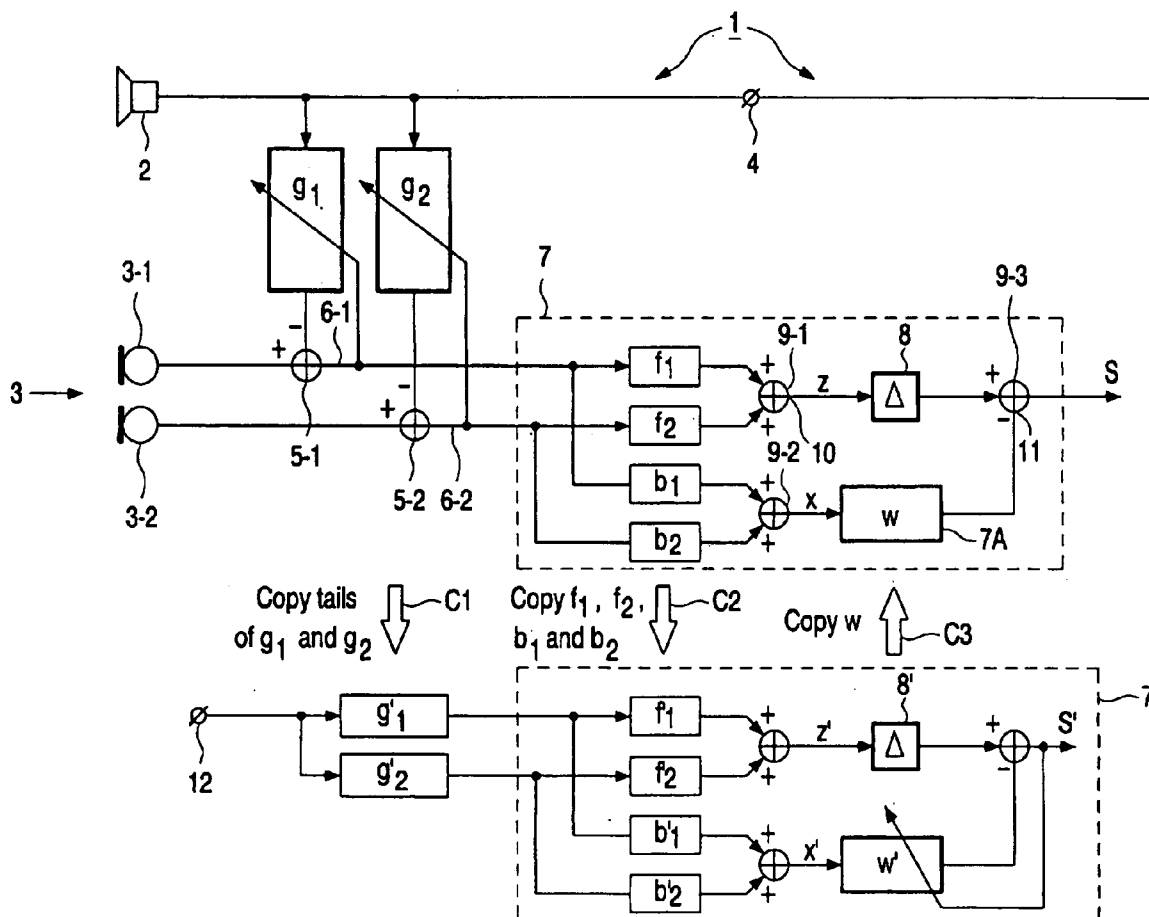 1
2
4
g1
g2
3-1
6-1
7
9-3
-
+
f1
+
9-1
z
8
Δ
+
S
3
-
+
f2
+
10
-
11
5-1
9-2
3-2
5-2
6-2
b1
+
x
w
b2
+
7A
Copy tails
of g1 and g2
C1
Copy f1, f2,
b1 and b2
C2
Copy w
C3
8'
7
g'1
f'1
+
z'
Δ
+
S'
12
g'2
f'2
+
-
b'1
+
x'
w'
b'2
+